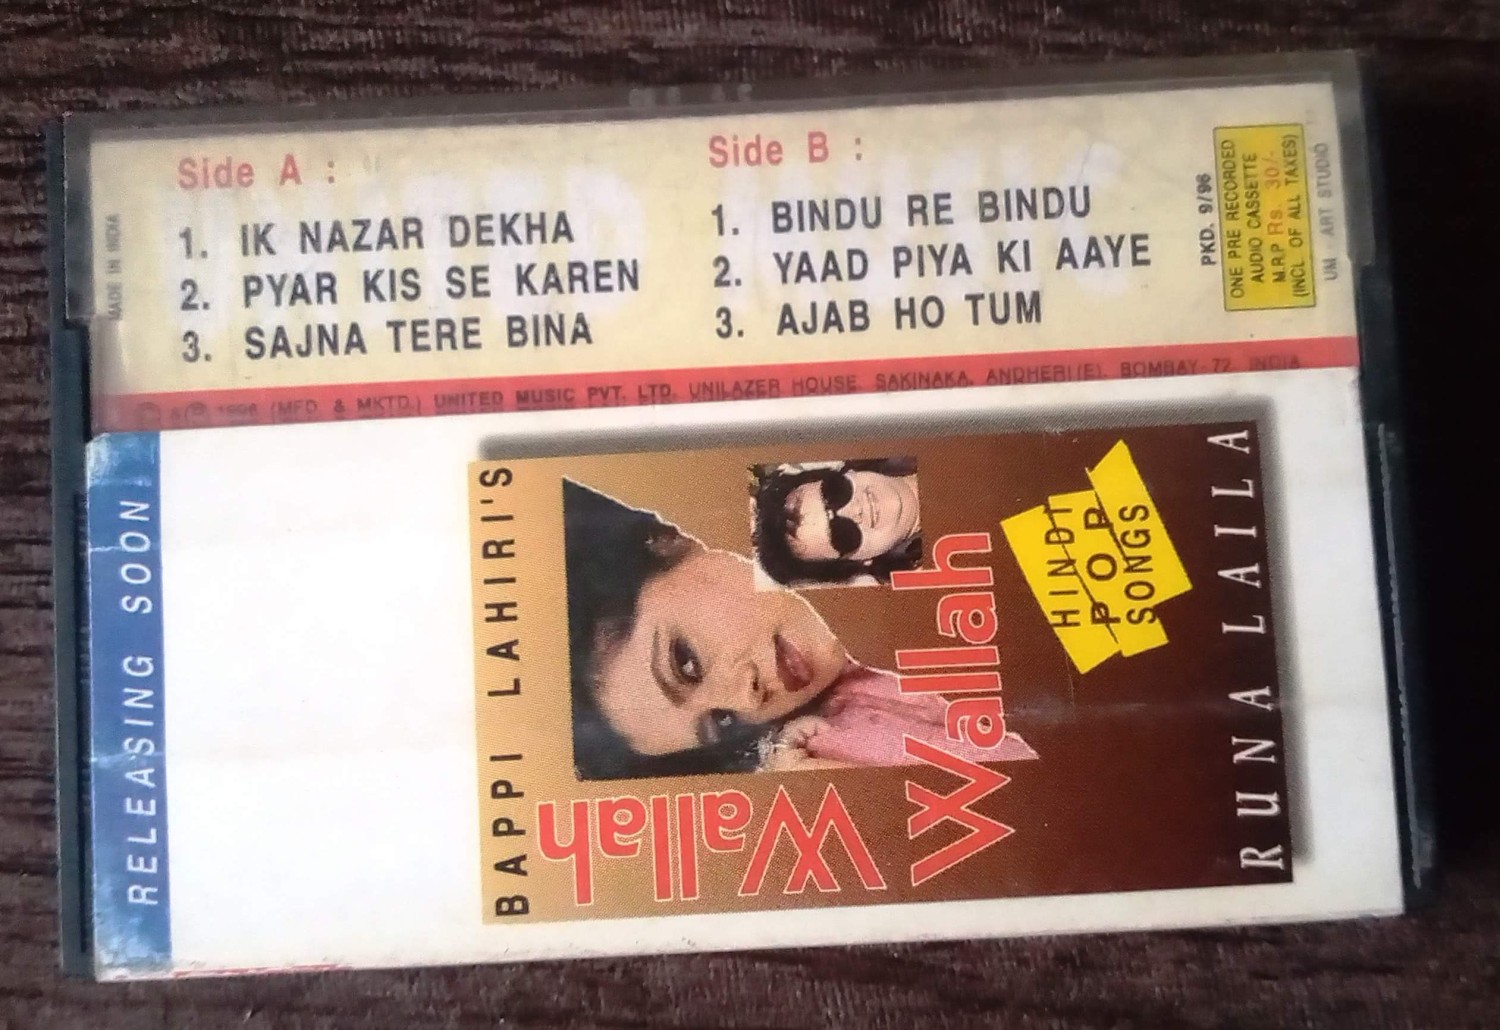 Side A :
1. IK NAZAR DEKHA
2. PYAR KIS SE KAREN
3. SAJNA TERE BINA
Side B :
1. BINDU RE BINDU
2. YAAD PIYA KI AAYE
3. AJAB HO TUM
MADE IN INDIA
PKD. 9/96
ONE PRE RECORDED
AUDIO CASSETTE
M.R.P Rs. 30/-
(INCL. OF ALL TAXES)
UM ART STUDIO
1996 (MFD. & MKTD.) UNITED MUSIC PVT. LTD. UNILAZER HOUSE. SAKINAKA. ANDHERI(E). BOMBAY-72 INDIA
RELEASING SOON
BAPPI LAHIRI'S
Wallah
Wallah
HINDI
POP
SONGS
RUNA LAILA